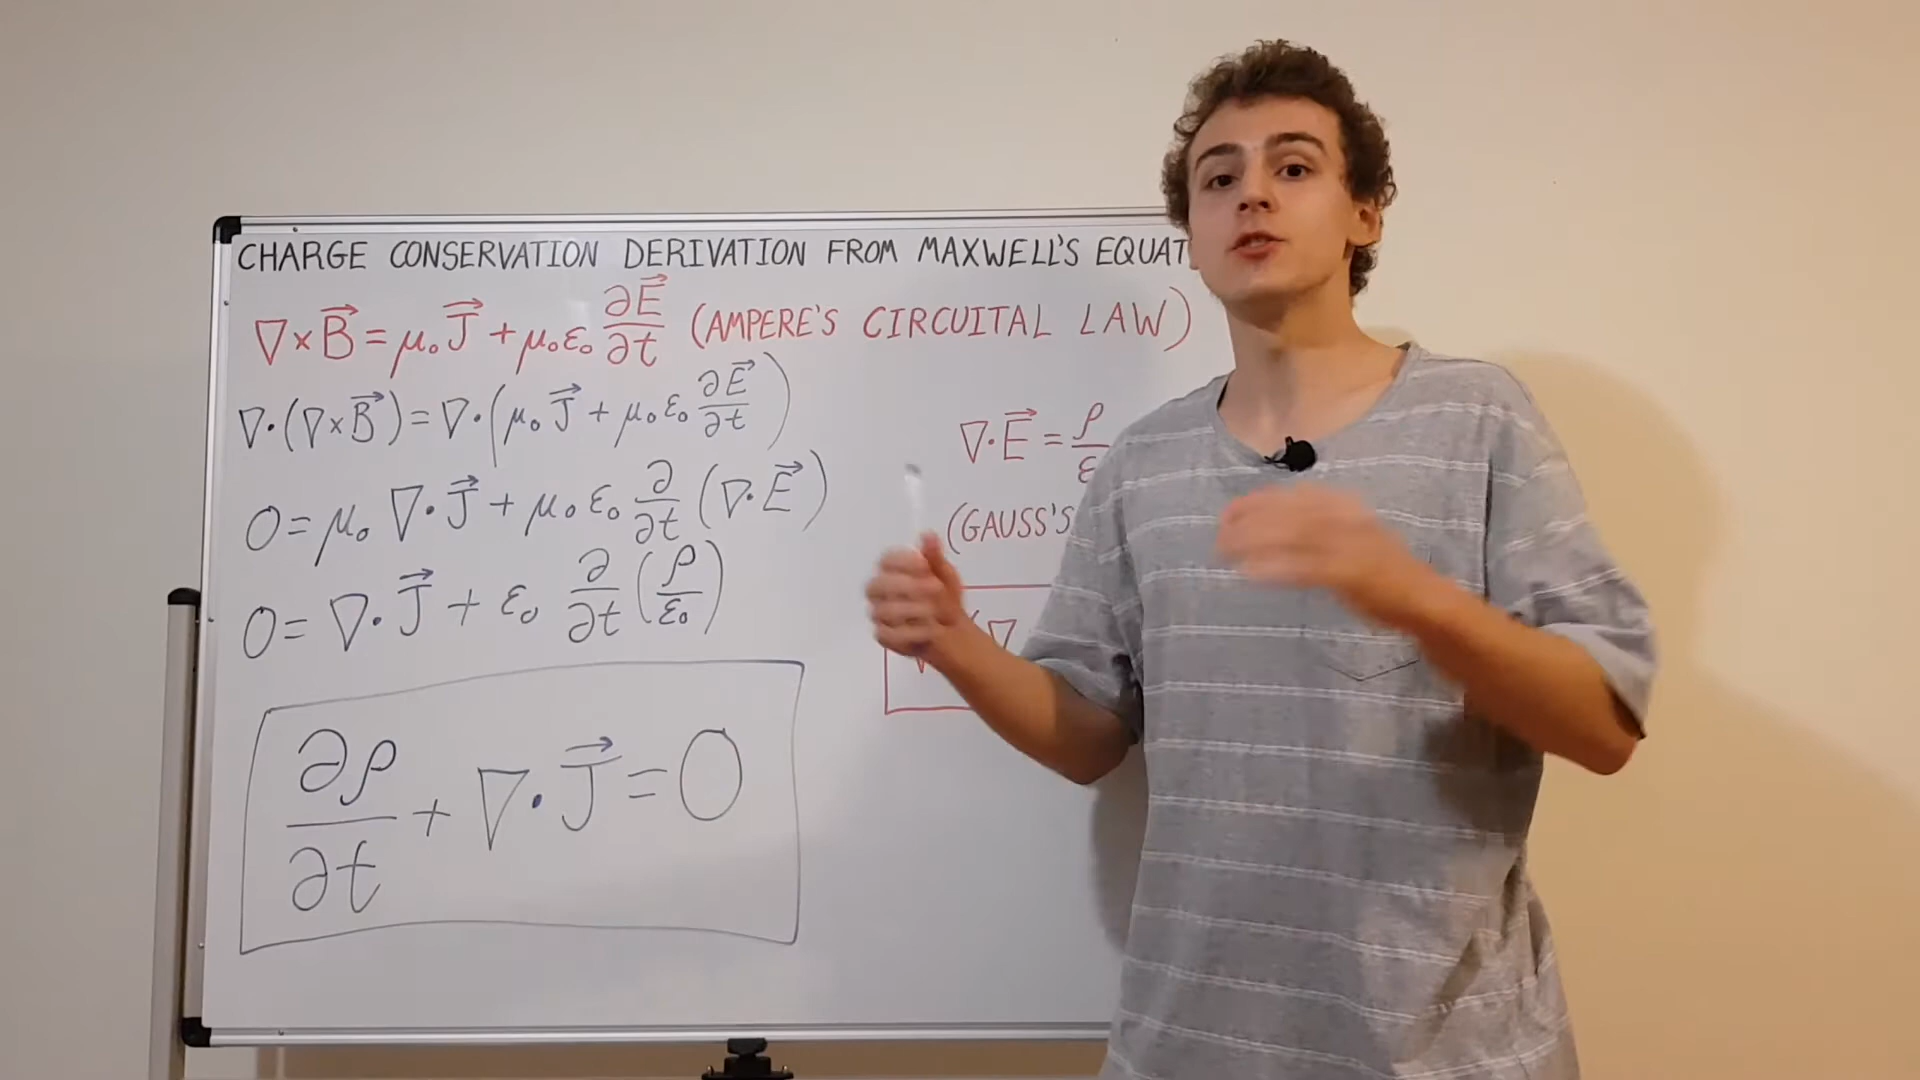 CHARGE CONSERVATION DERIVATION FROM MAXWELL'S EQUAT
∇×B⃗ = μ₀J⃗ + μ₀ε₀ ∂E⃗/∂t (AMPERE'S CIRCUITAL LAW)
∇·(∇×B⃗) = ∇·(μ₀J⃗ + μ₀ε₀ ∂E⃗/∂t)
0 = μ₀ ∇·J⃗ + μ₀ε₀ ∂/∂t (∇·E⃗)
0 = ∇·J⃗ + ε₀ ∂/∂t (ρ/ε₀)
∂ρ/∂t + ∇·J⃗ = 0
∇·E⃗ = ρ/ε
(GAUSS'S
∇